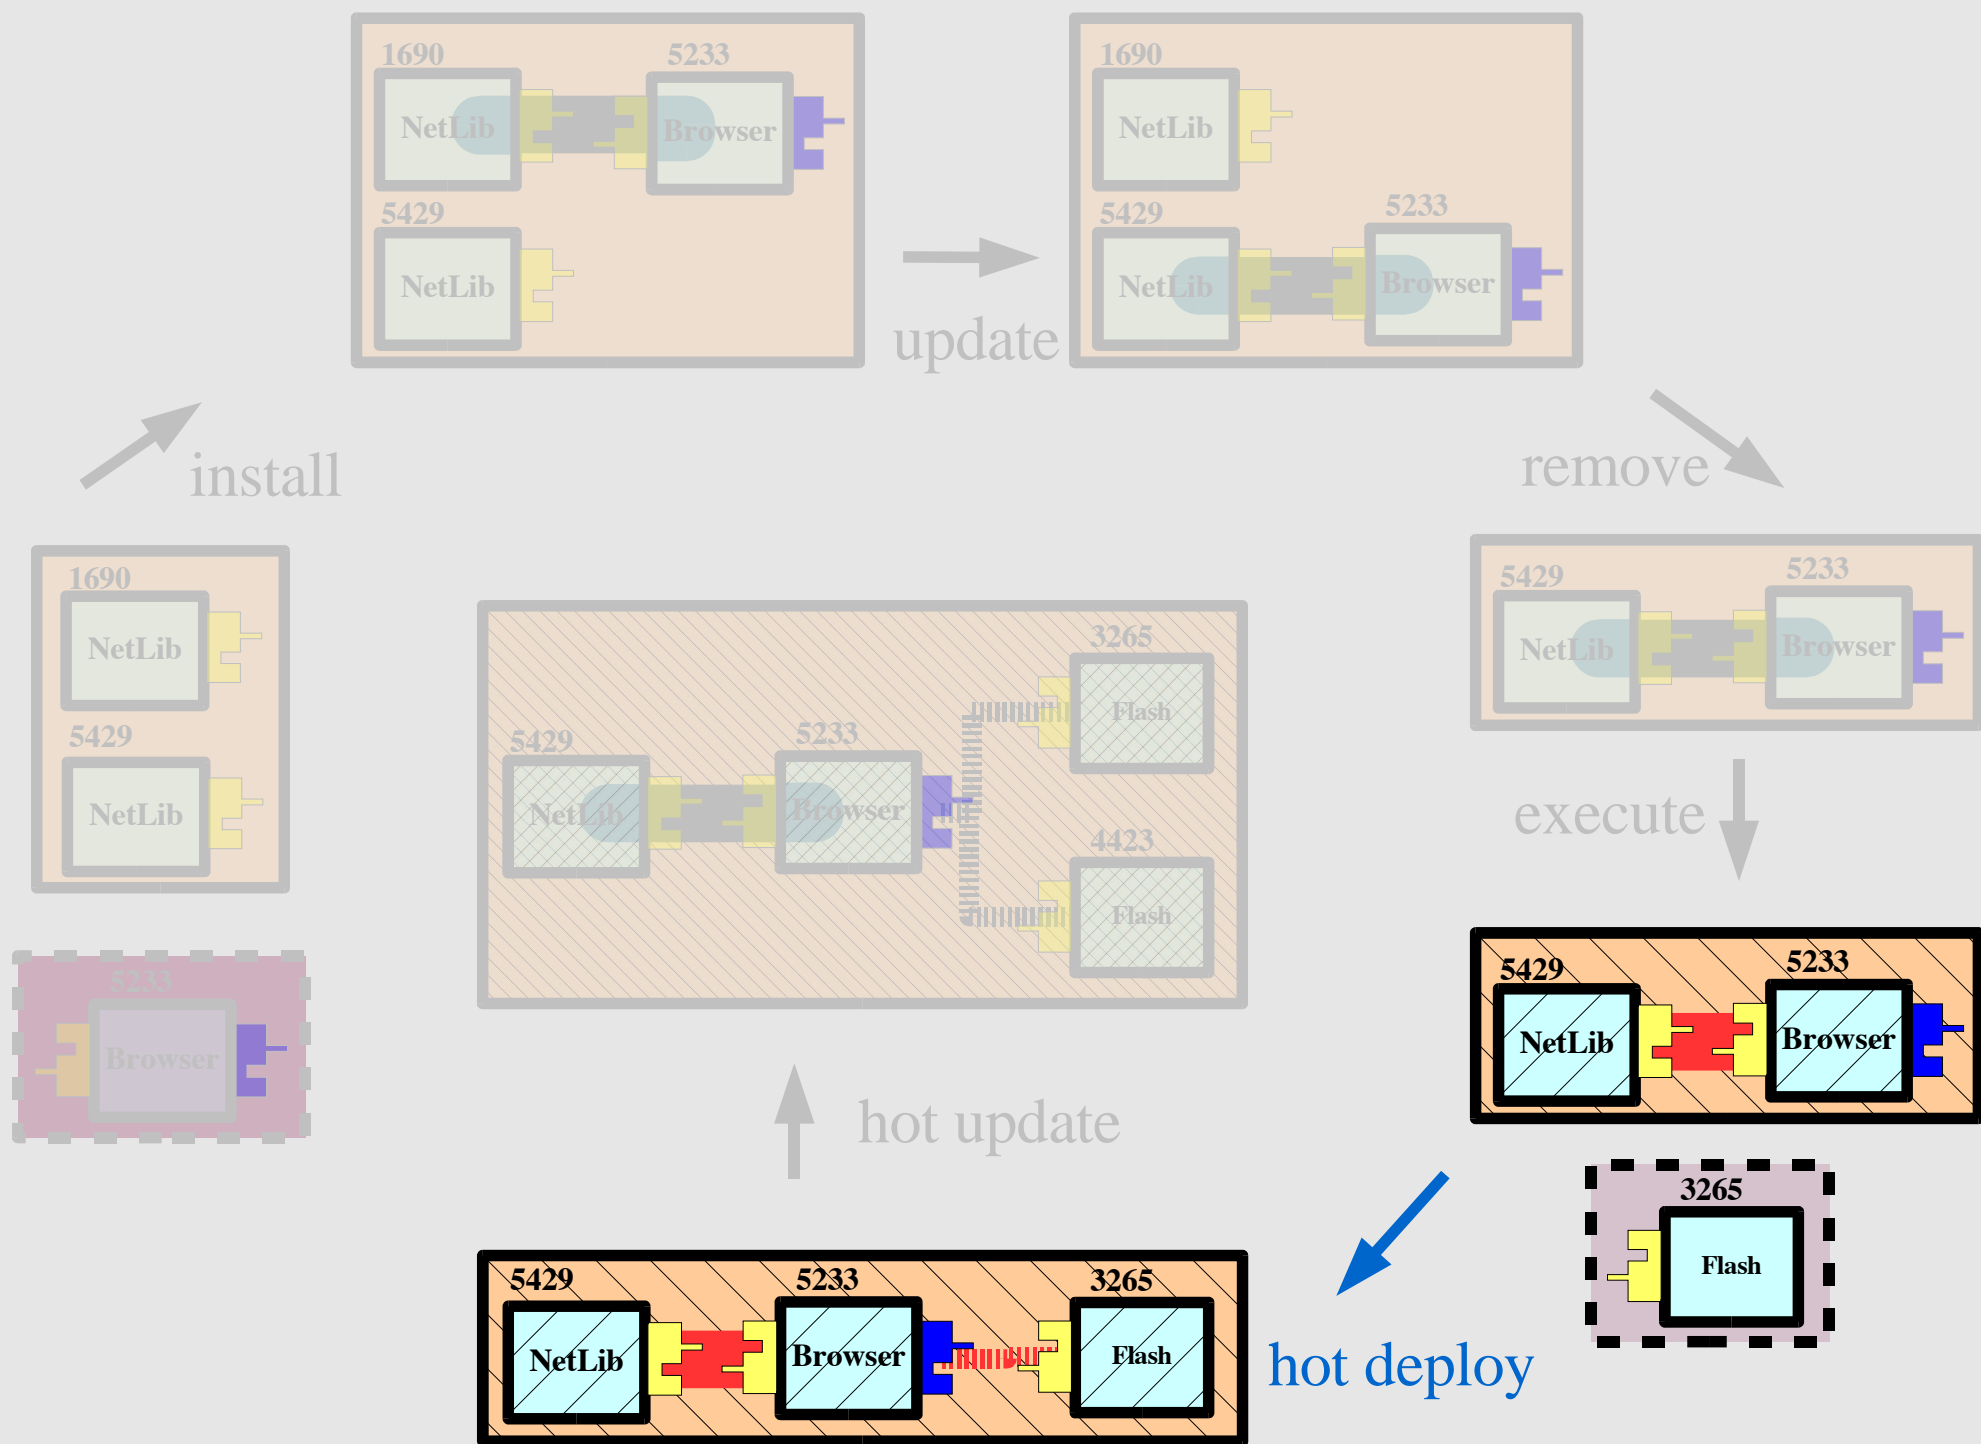 1690
5233
NetLib
Browser
5429
NetLib
update
1690
NetLib
5429
5233
NetLib
Browser
install
remove
1690
NetLib
5429
NetLib
5233
Browser
5429
5233
NetLib
Browser
execute
3265
Flash
5429
5233
NetLib
Browser
4423
Flash
5429
5233
NetLib
Browser
3265
Flash
hot update
hot deploy
5429
5233
3265
NetLib
Browser
Flash